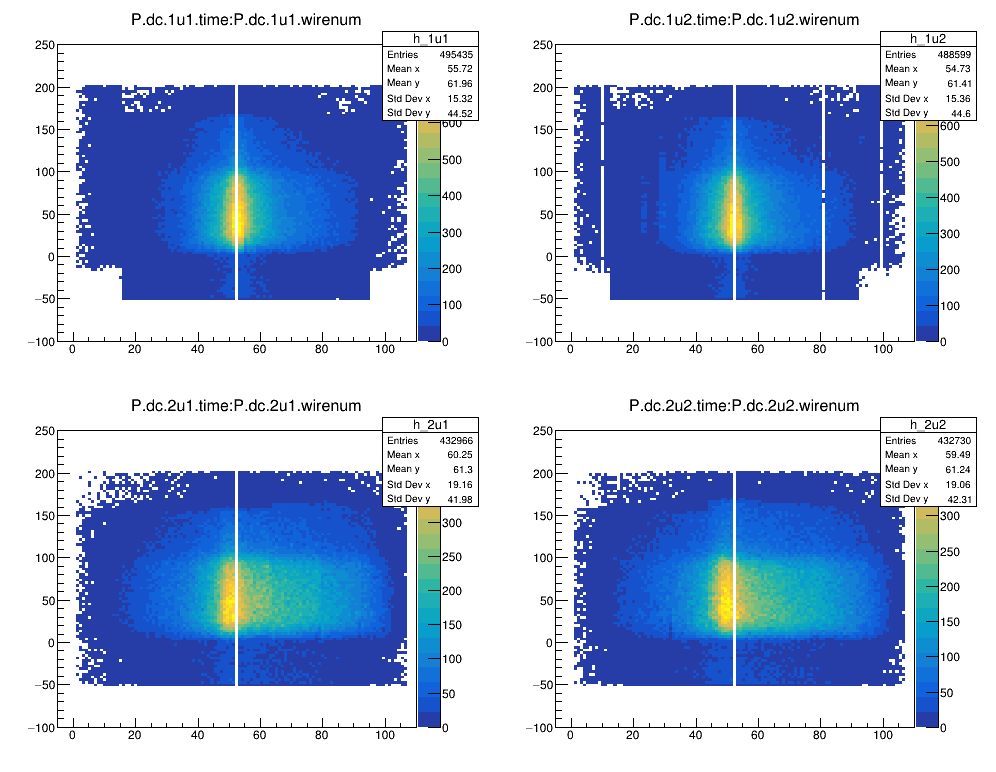 P.dc.1u1.time:P.dc.1u1.wirenum
h_1u1
Entries 495435
Mean x 55.72
Mean y 61.96
Std Dev x 15.32
Std Dev y 44.52
250
200
150
100
50
0
−50
−100
0 20 40 60 80 100
600
500
400
300
200
100
0
P.dc.1u2.time:P.dc.1u2.wirenum
h_1u2
Entries 488599
Mean x 54.73
Mean y 61.41
Std Dev x 15.36
Std Dev y 44.6
250
200
150
100
50
0
−50
−100
0 20 40 60 80 100
600
500
400
300
200
100
0
P.dc.2u1.time:P.dc.2u1.wirenum
h_2u1
Entries 432966
Mean x 60.25
Mean y 61.3
Std Dev x 19.16
Std Dev y 41.98
250
200
150
100
50
0
−50
−100
0 20 40 60 80 100
300
250
200
150
100
50
0
P.dc.2u2.time:P.dc.2u2.wirenum
h_2u2
Entries 432730
Mean x 59.49
Mean y 61.24
Std Dev x 19.06
Std Dev y 42.31
250
200
150
100
50
0
−50
−100
0 20 40 60 80 100
300
250
200
150
100
50
0